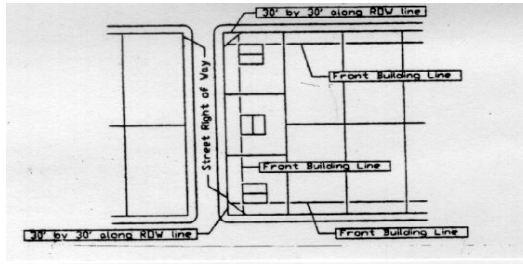 30' by 30' along ROW line
Front Building Line
Street Right of Way
Front Building Line
30' by 30' along ROW line
Front Building Line